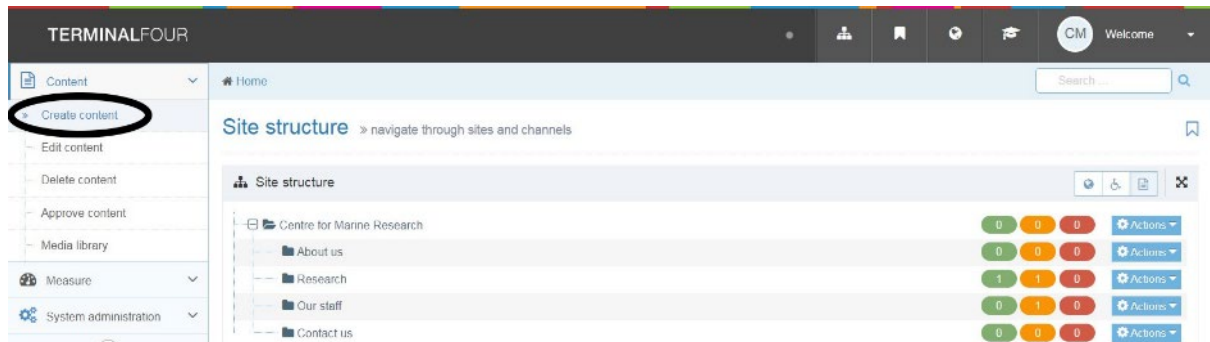 TERMINALFOUR
CM Welcome
Content
Home
Search ...
Create content
Site structure » navigate through sites and channels
Edit content
Delete content
Site structure
Approve content
Centre for Marine Research 0 0 0 Actions
Media library
About us 0 0 0 Actions
Measure
Research 1 1 0 Actions
System administration
Our staff 0 1 0 Actions
Contact us 0 0 0 Actions